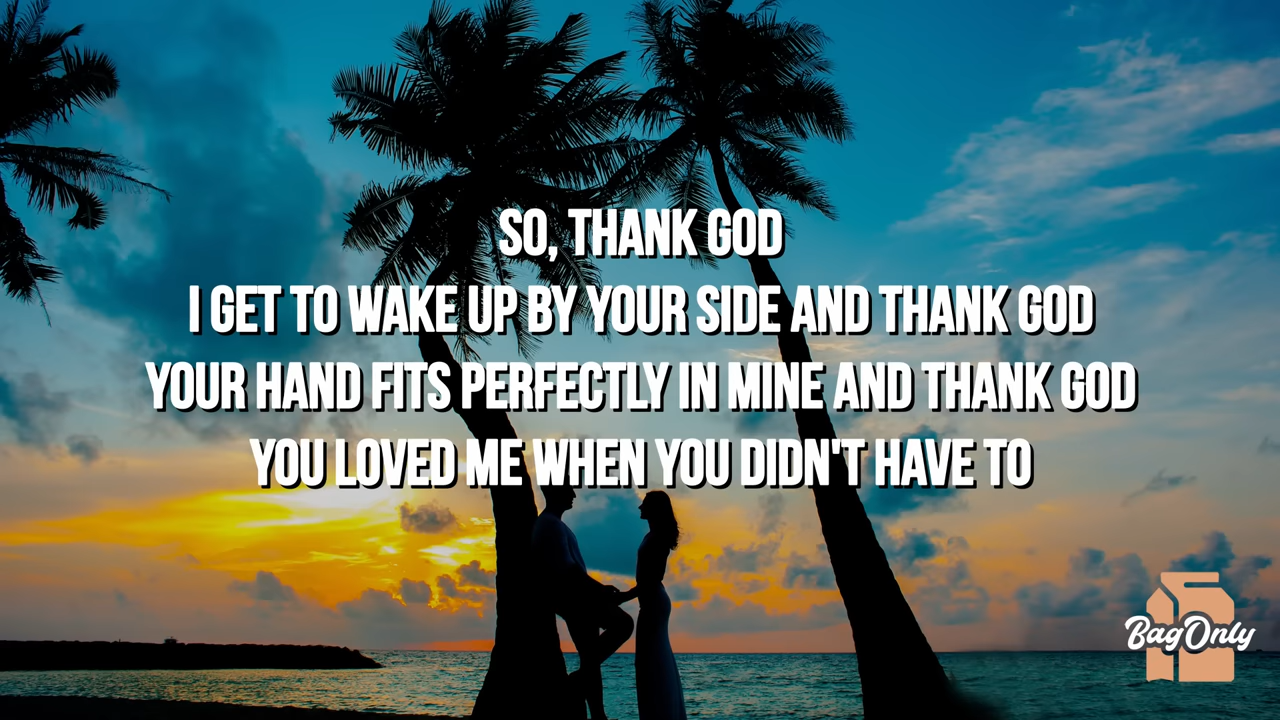 SO, THANK GOD
I GET TO WAKE UP BY YOUR SIDE AND THANK GOD
YOUR HAND FITS PERFECTLY IN MINE AND THANK GOD
YOU LOVED ME WHEN YOU DIDN'T HAVE TO
BagOnly